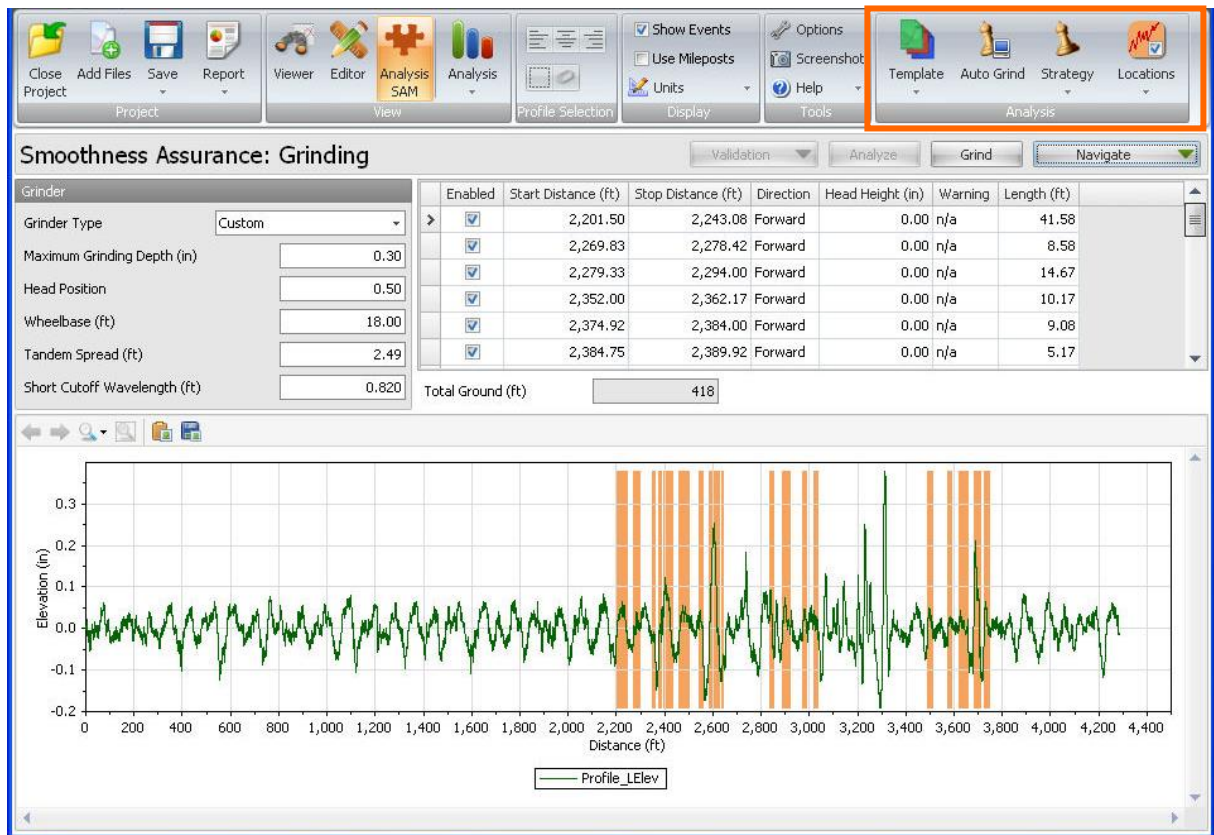 Close Project
Add Files
Save
Report
Project
Viewer
Editor
Analysis SAM
Analysis
View
Profile Selection
Show Events
Use Mileposts
Units
Display
Options
Screenshot
Help
Tools
Template
Auto Grind
Strategy
Locations
Analysis
Smoothness Assurance: Grinding
Validation
Analyze
Grind
Navigate
Grinder
Grinder Type Custom
Maximum Grinding Depth (in) 0.30
Head Position 0.50
Wheelbase (ft) 18.00
Tandem Spread (ft) 2.49
Short Cutoff Wavelength (ft) 0.820
Enabled Start Distance (ft) Stop Distance (ft) Direction Head Height (in) Warning Length (ft)
2,201.50 2,243.08 Forward 0.00 n/a 41.58
2,269.83 2,278.42 Forward 0.00 n/a 8.58
2,279.33 2,294.00 Forward 0.00 n/a 14.67
2,352.00 2,362.17 Forward 0.00 n/a 10.17
2,374.92 2,384.00 Forward 0.00 n/a 9.08
2,384.75 2,389.92 Forward 0.00 n/a 5.17
Total Ground (ft) 418
Elevation (in)
0.3
0.2
0.1
0.0
-0.1
-0.2
0 200 400 600 800 1,000 1,200 1,400 1,600 1,800 2,000 2,200 2,400 2,600 2,800 3,000 3,200 3,400 3,600 3,800 4,000 4,200 4,400
Distance (ft)
Profile_LElev